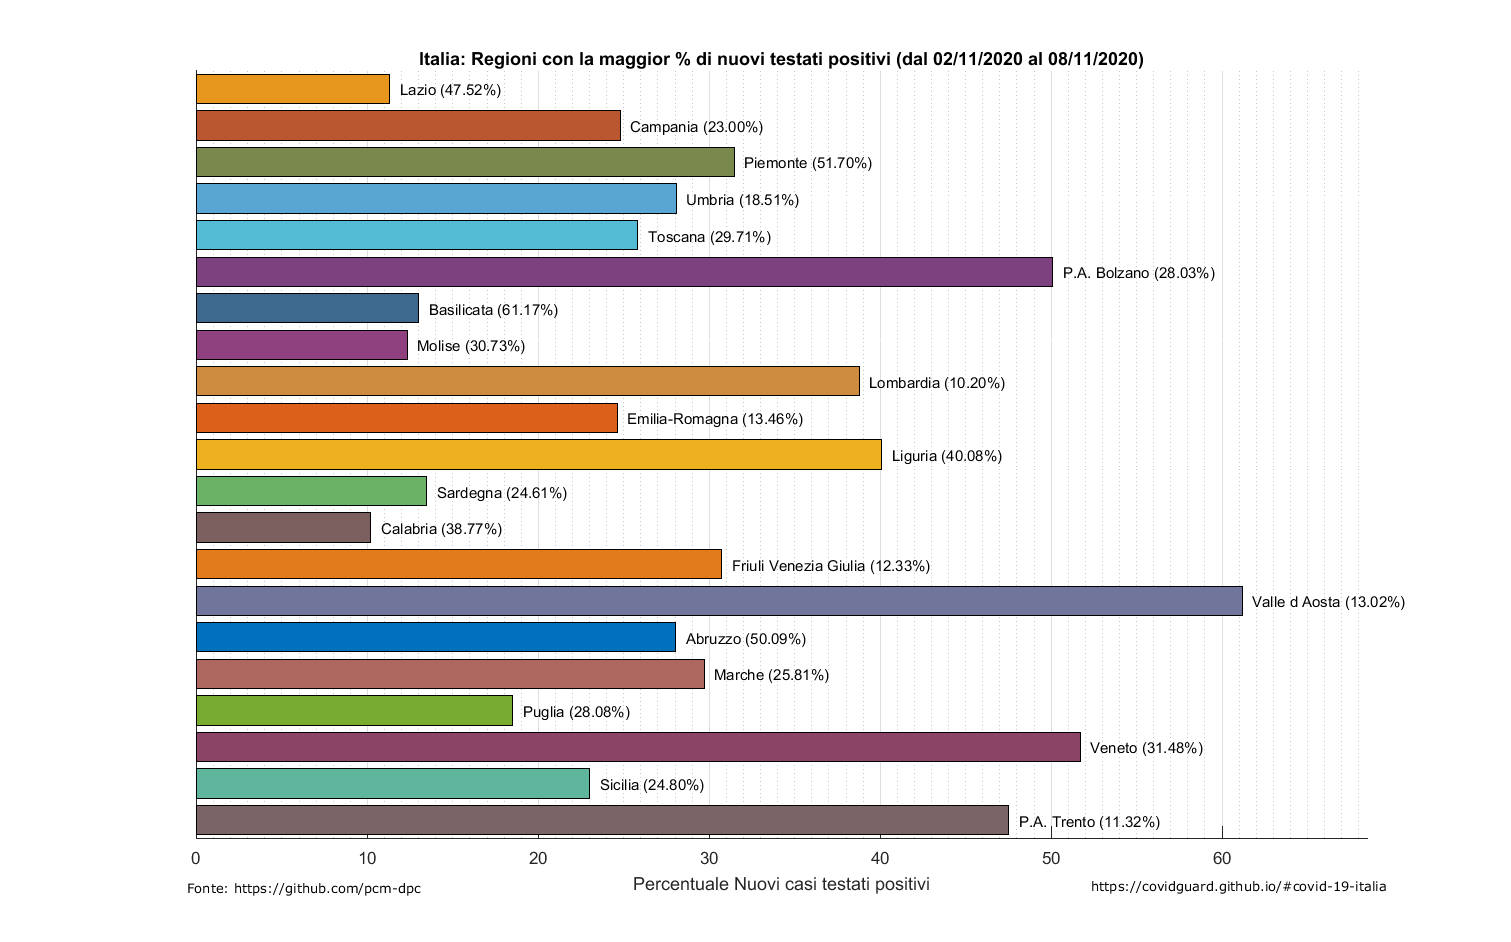 Italia: Regioni con la maggior % di nuovi testati positivi (dal 02/11/2020 al 08/11/2020)
Lazio (47.52%)
Campania (23.00%)
Piemonte (51.70%)
Umbria (18.51%)
Toscana (29.71%)
P.A. Bolzano (28.03%)
Basilicata (61.17%)
Molise (30.73%)
Lombardia (10.20%)
Emilia-Romagna (13.46%)
Liguria (40.08%)
Sardegna (24.61%)
Calabria (38.77%)
Friuli Venezia Giulia (12.33%)
Valle d Aosta (13.02%)
Abruzzo (50.09%)
Marche (25.81%)
Puglia (28.08%)
Veneto (31.48%)
Sicilia (24.80%)
P.A. Trento (11.32%)
0 10 20 30 40 50 60
Percentuale Nuovi casi testati positivi
Fonte: https://github.com/pcm-dpc
https://covidguard.github.io/#covid-19-italia